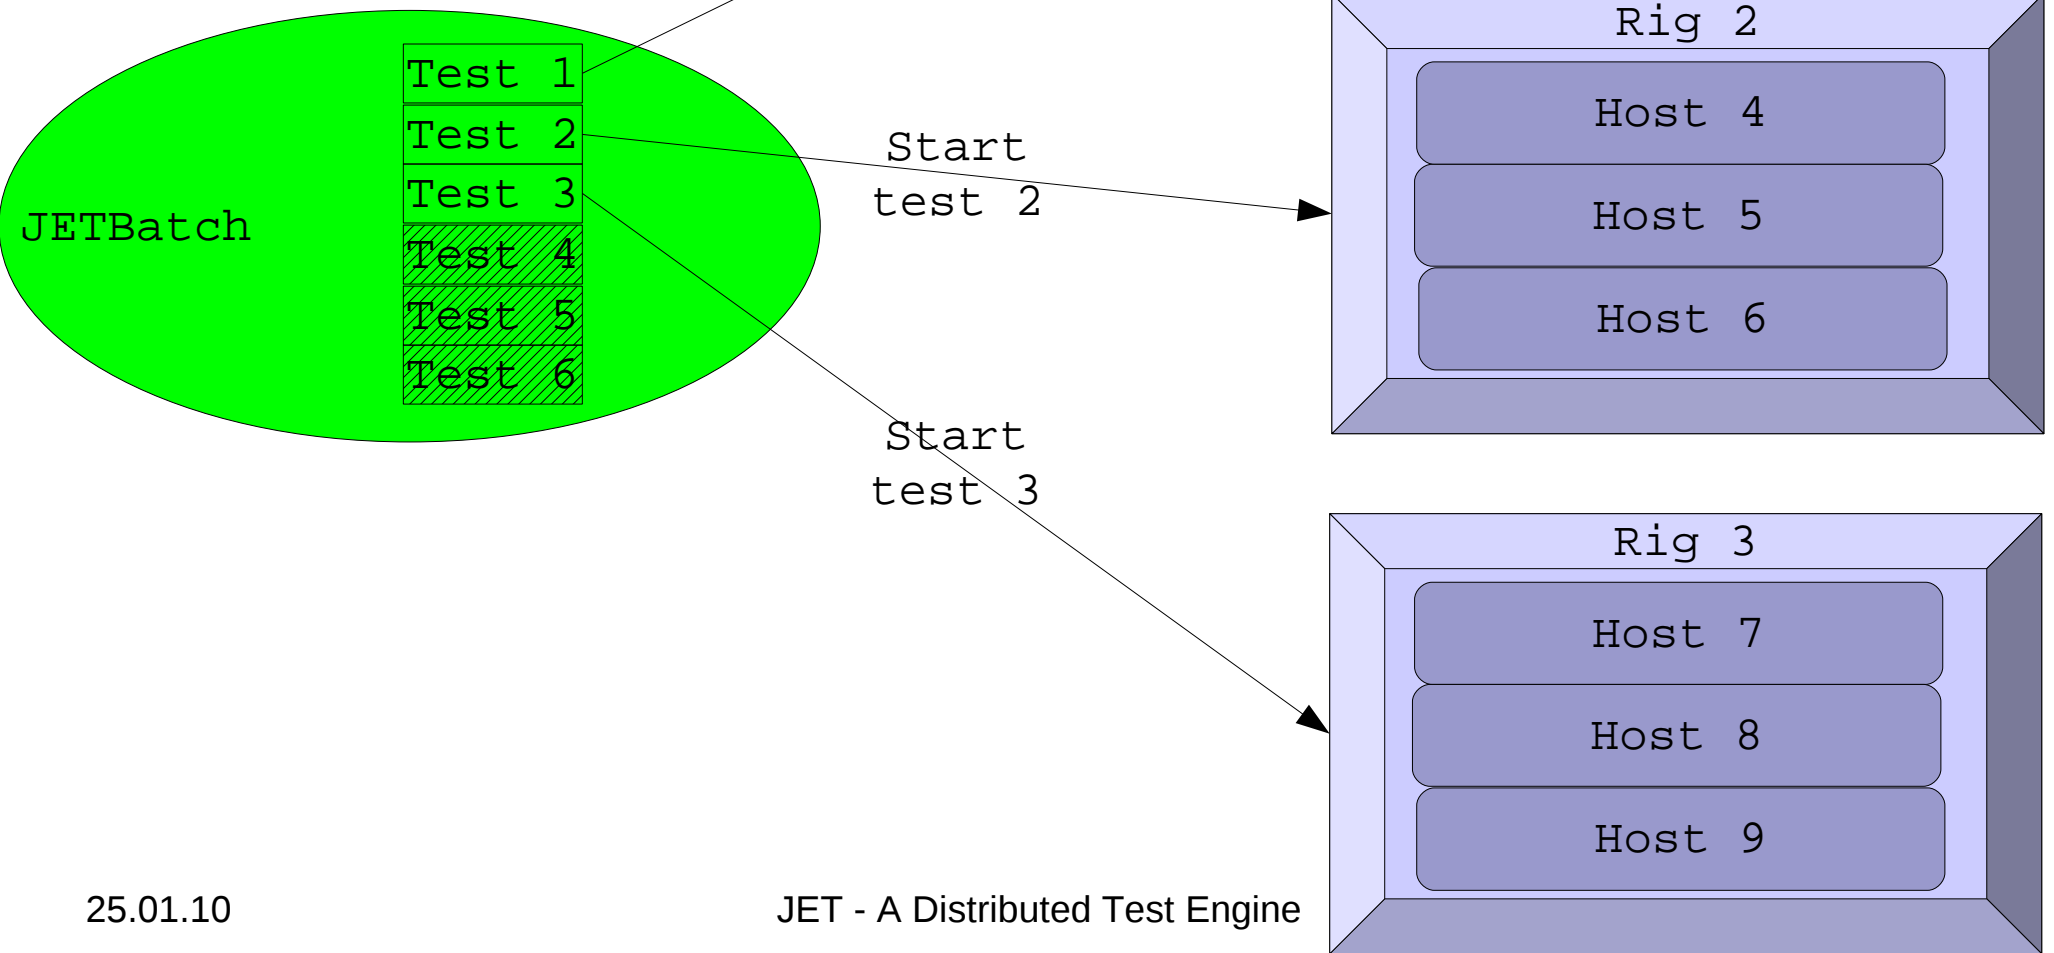 JETBatch
Test 1
Test 2
Test 3
Test 4
Test 5
Test 6
Start
test 2
Start
test 3
Rig 2
Host 4
Host 5
Host 6
Rig 3
Host 7
Host 8
Host 9
25.01.10
JET - A Distributed Test Engine